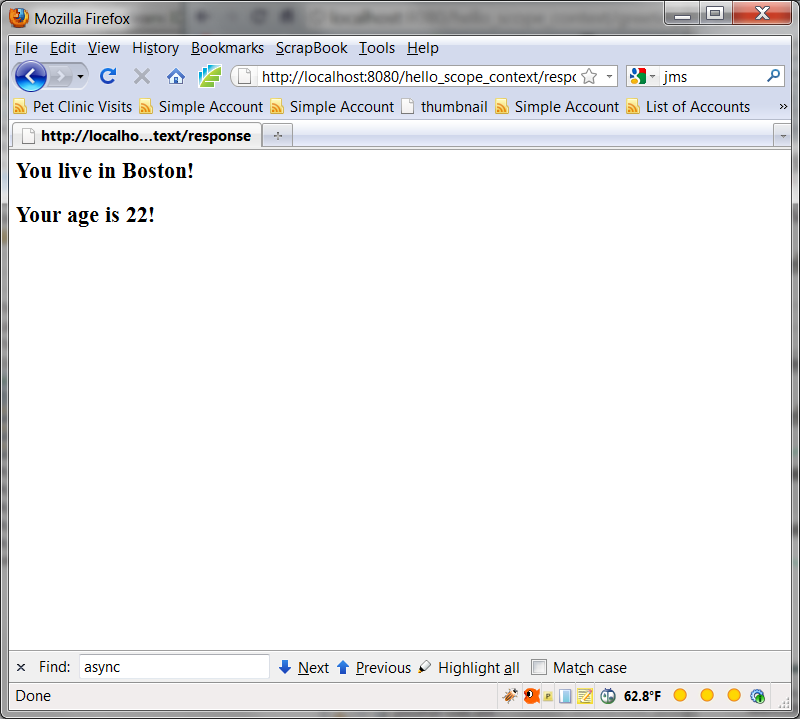 Mozilla Firefox
File Edit View History Bookmarks ScrapBook Tools Help
http://localhost:8080/hello_scope_context/respo jms
Pet Clinic Visits Simple Account Simple Account thumbnail Simple Account List of Accounts »
http://localho...text/response
You live in Boston!
Your age is 22!
Find: async Next Previous Highlight all Match case
Done P 62.8°F